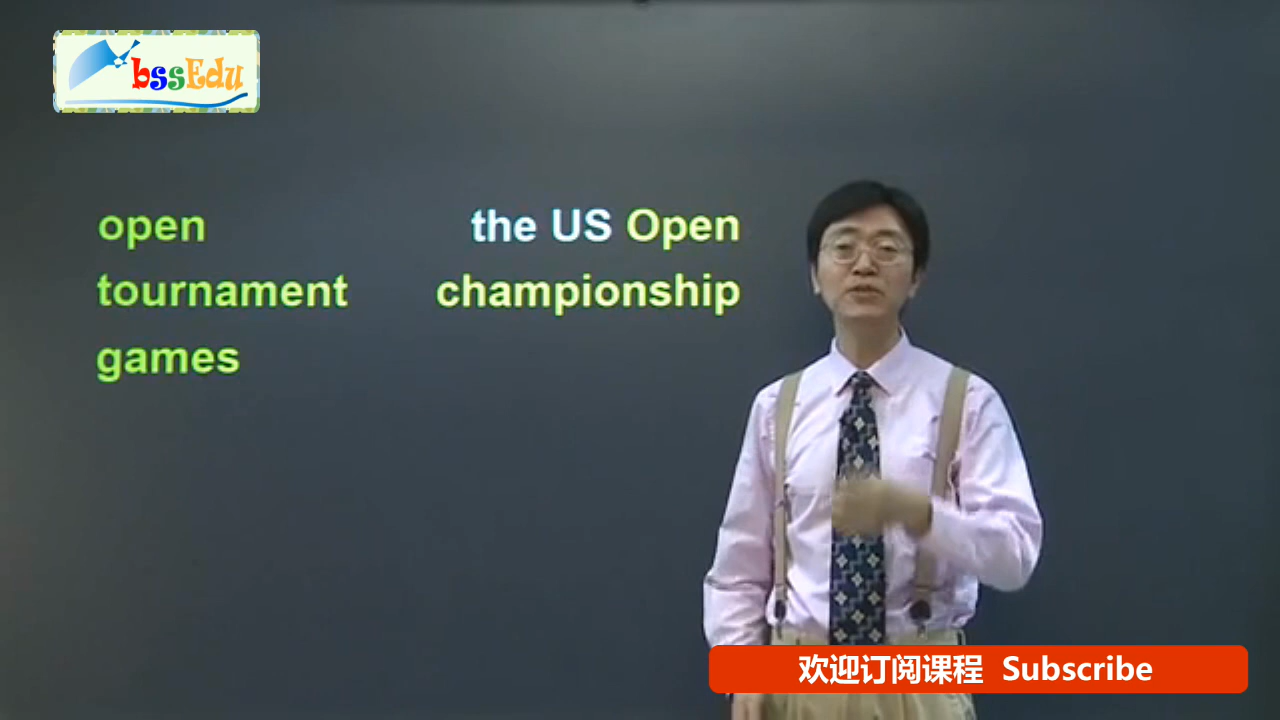 bssEdu
open the US Open
tournament championship
games
欢迎订阅课程 Subscribe